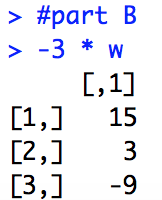 > #part B
> -3 * w
     [,1]
[1,]   15
[2,]    3
[3,]   -9